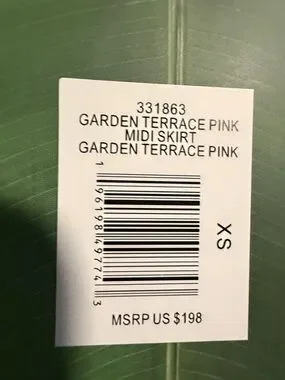 331863
GARDEN TERRACE PINK
MIDI SKIRT
GARDEN TERRACE PINK
1 96198 49774 3
XS
MSRP US $198